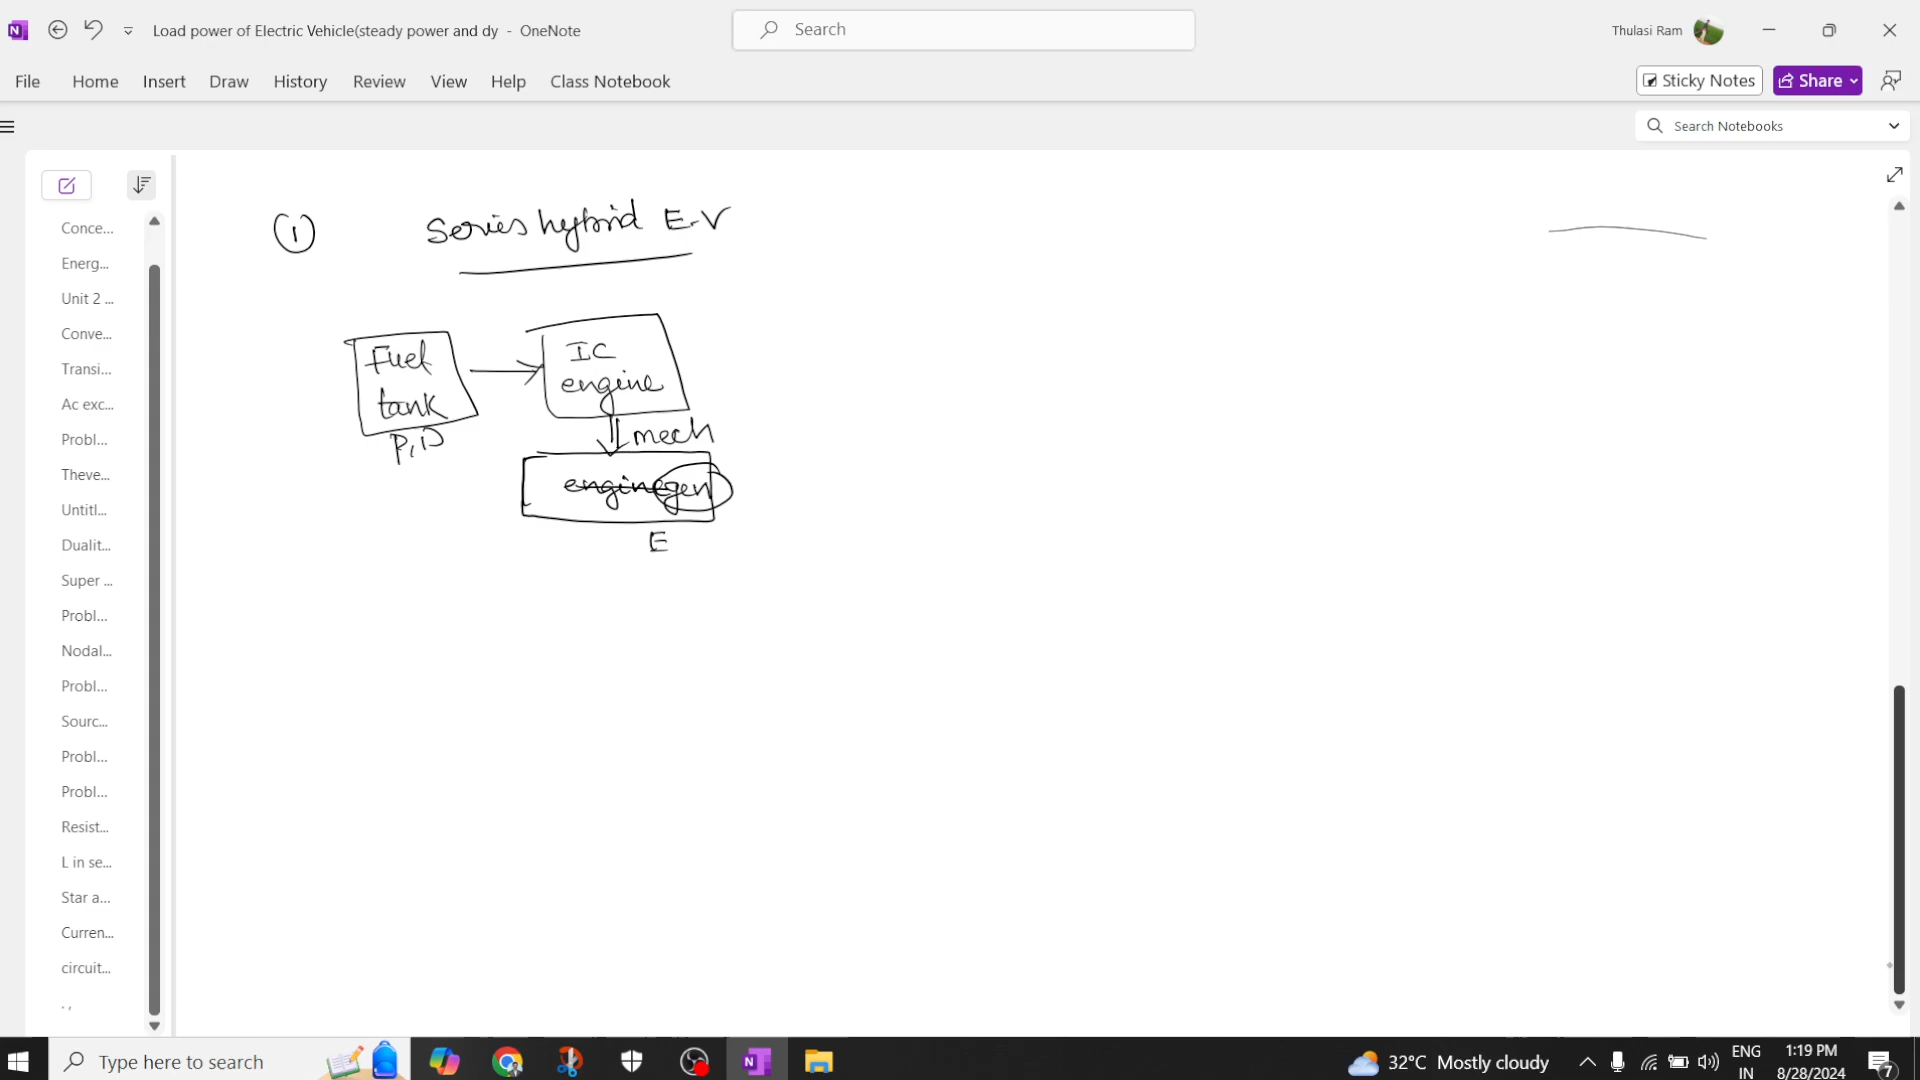 Load power of Electric Vehicle(steady power and dy - OneNote
Search
Thulasi Ram
File Home Insert Draw History Review View Help Class Notebook
Sticky Notes
Share
Search Notebooks
Conce...
Energ...
Unit 2 ...
Conve...
Transi...
Ac exc...
Probl...
Theve...
Untitl...
Dualit...
Super ...
Probl...
Nodal...
Probl...
Sourc...
Probl...
Probl...
Resist...
L in se...
Star a...
Curren...
circuit...
1 Series hybrid E.V
Fuel
tank
P, D
IC
engine
mech
engine gen
E
Type here to search
32°C Mostly cloudy
ENG
IN
1:19 PM
8/28/2024
7